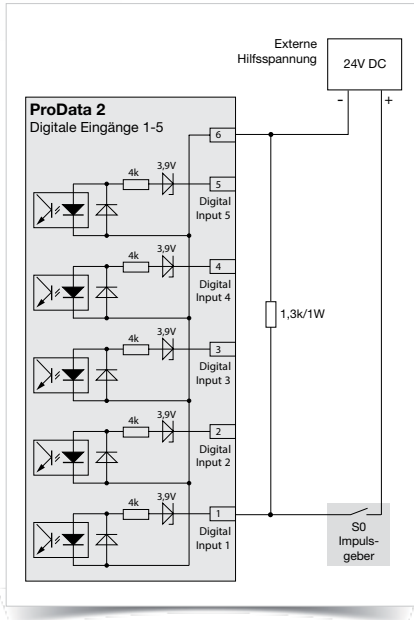 Externe
Hilfsspannung
24V DC
- +
ProData 2
Digitale Eingänge 1-5
6
4k 3,9V
5
Digital
Input 5
4k 3,9V
4
Digital
Input 4
1,3k/1W
4k 3,9V
3
Digital
Input 3
4k 3,9V
2
Digital
Input 2
4k 3,9V
1
Digital
Input 1
S0
Impuls-
geber